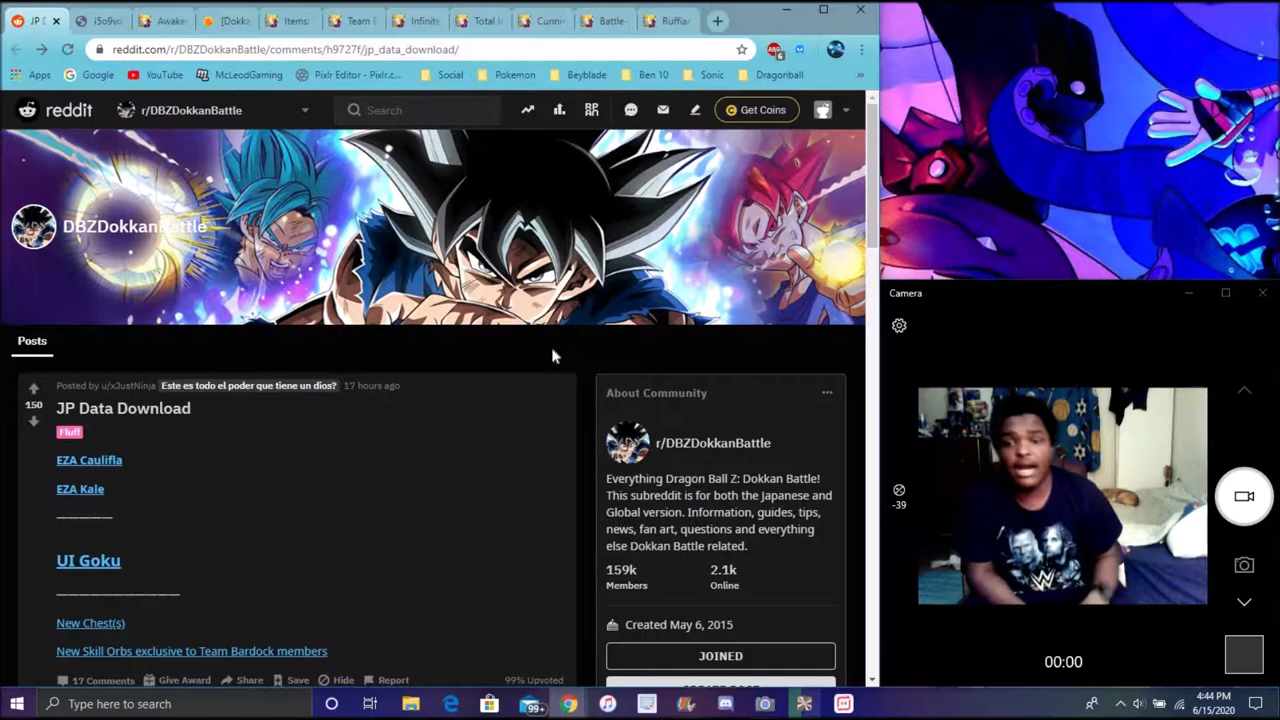 JP D
i5o9vd
Awake
[Dokka
Items:
Team E
Infinite
Total.In
Cunnin
Battle-
Ruffian
reddit.com/r/DBZDokkanBattle/comments/h9727f/jp_data_download/
6
Apps Google YouTube McLeodGaming Pixlr Editor - Pixlr.c... Social Pokemon Beyblade Ben 10 Sonic Dragonball »
reddit r/DBZDokkanBattle Search Get Coins
DBZDokkanBattle
Posts
Posted by u/xJustNinja Este es todo el poder que tiene un dios? 17 hours ago
150
JP Data Download
Fluff
EZA Caulifla
EZA Kale
——————
UI Goku
—————————————
New Chest(s)
New Skill Orbs exclusive to Team Bardock members
17 Comments Give Award Share Save Hide Report 99% Upvoted
About Community
r/DBZDokkanBattle
Everything Dragon Ball Z: Dokkan Battle!
This subreddit is for both the Japanese and
Global version. Information, guides, tips,
news, fan art, questions and everything
else Dokkan Battle related.
159k 2.1k
Members Online
Created May 6, 2015
JOINED
Camera
-39
W
00:00
Type here to search
99+
4:44 PM
6/15/2020